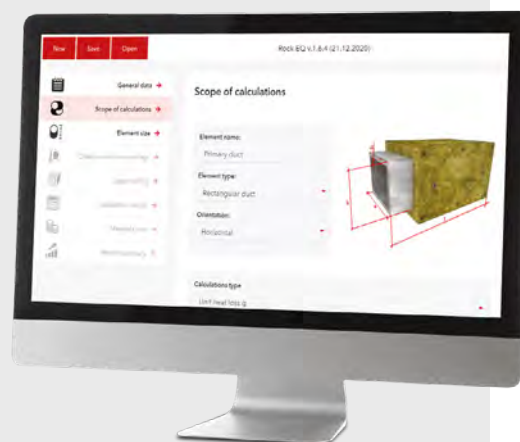 New Save Open
Rock EQ v.1.6.4 (21.12.2020)
General data
Scope of calculations
Element size
Scope of calculations
Element name:
Primary duct
Element type:
Rectangular duct
Orientation:
Horizontal
Calculations type
Unit heat loss q